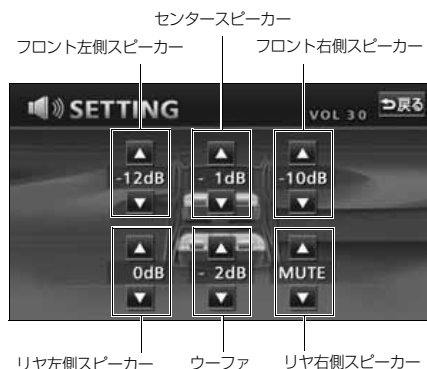 センタースピーカー
フロント左側スピーカー
フロント右側スピーカー
SETTING
VOL 30
戻る
-12dB
- 1dB
-10dB
0dB
- 2dB
MUTE
リヤ左側スピーカー
ウーファ
リヤ右側スピーカー